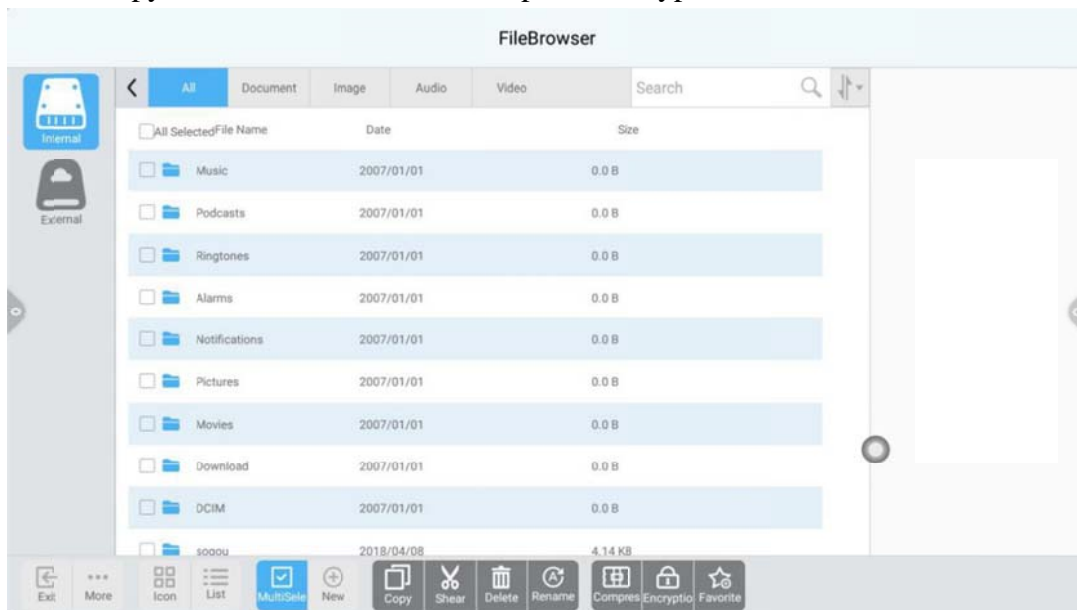 FileBrowser
All Document Image Audio Video Search
Internal
External
All Selected File Name Date Size
Music 2007/01/01 0.0 B
Podcasts 2007/01/01 0.0 B
Ringtones 2007/01/01 0.0 B
Alarms 2007/01/01 0.0 B
Notifications 2007/01/01 0.0 B
Pictures 2007/01/01 0.0 B
Movies 2007/01/01 0.0 B
Download 2007/01/01 0.0 B
DCIM 2007/01/01 0.0 B
sogou 2018/04/08 4.14 KB
Exit More Icon List MultiSele New Copy Shear Delete Rename Compres Encryptio Favorite